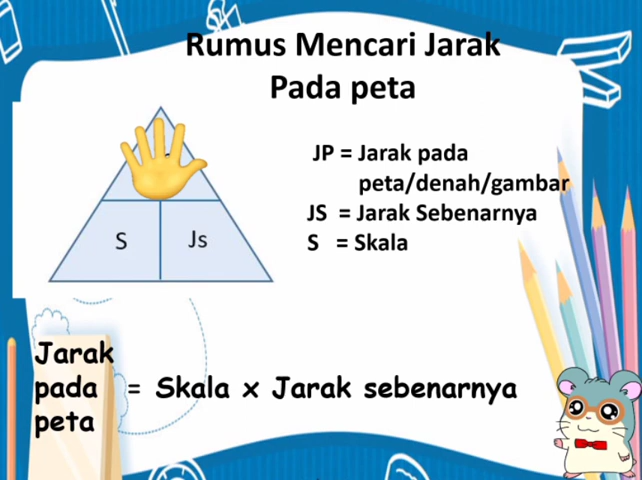 Rumus Mencari Jarak
Pada peta
JP = Jarak pada
peta/denah/gambar
JS = Jarak Sebenarnya
S = Skala
S Js
Jarak
pada = Skala x Jarak sebenarnya
peta